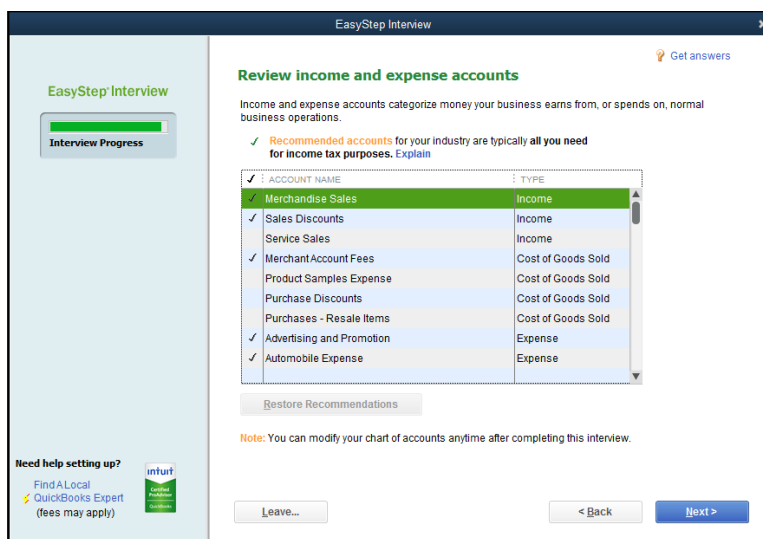 EasyStep Interview
x
Get answers
EasyStep Interview
Interview Progress
Review income and expense accounts
Income and expense accounts categorize money your business earns from, or spends on, normal
business operations.
✓ Recommended accounts for your industry are typically all you need
for income tax purposes. Explain
✓ ACCOUNT NAME TYPE
✓ Merchandise Sales Income
✓ Sales Discounts Income
Service Sales Income
✓ Merchant Account Fees Cost of Goods Sold
Product Samples Expense Cost of Goods Sold
Purchase Discounts Cost of Goods Sold
Purchases - Resale Items Cost of Goods Sold
✓ Advertising and Promotion Expense
✓ Automobile Expense Expense
Restore Recommendations
Note: You can modify your chart of accounts anytime after completing this interview.
Need help setting up?
Find A Local
QuickBooks Expert
(fees may apply)
intuit
Certified
ProAdvisor
QuickBooks
Leave...
< Back
Next >